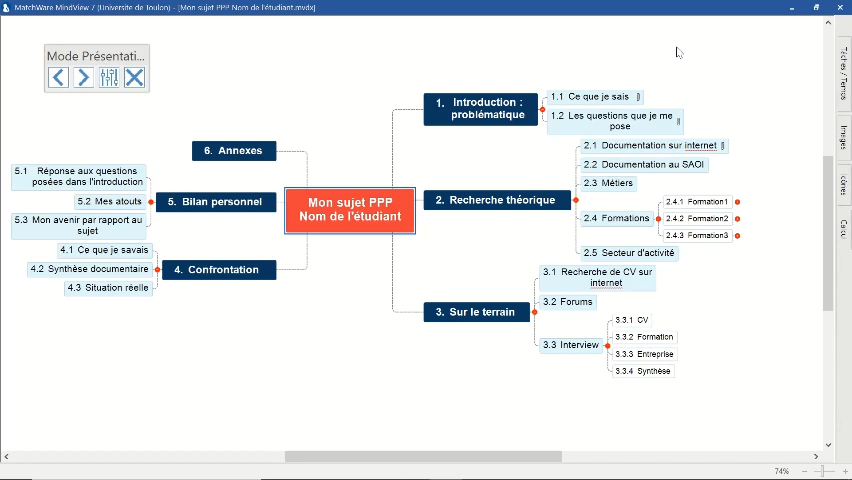 MatchWare MindView 7 (Universite de Toulon) - [Mon sujet PPP Nom de l'étudiant.mvdx]
Mode Présentati...
1. Introduction :
problématique
1.1 Ce que je sais
1.2 Les questions que je me
pose
2. Recherche théorique
2.1 Documentation sur internet
2.2 Documentation au SAOI
2.3 Métiers
2.4 Formations
2.4.1 Formation1
2.4.2 Formation2
2.4.3 Formation3
2.5 Secteur d'activité
3. Sur le terrain
3.1 Recherche de CV sur
internet
3.2 Forums
3.3 Interview
3.3.1 CV
3.3.2 Formation
3.3.3 Entreprise
3.3.4 Synthèse
Mon sujet PPP
Nom de l'étudiant
6. Annexes
5. Bilan personnel
5.1 Réponse aux questions
posées dans l'introduction
5.2 Mes atouts
5.3 Mon avenir par rapport au
sujet
4. Confrontation
4.1 Ce que je savais
4.2 Synthèse documentaire
4.3 Situation réelle
Tâches / Temps
Images
Icônes
Calcul
74%